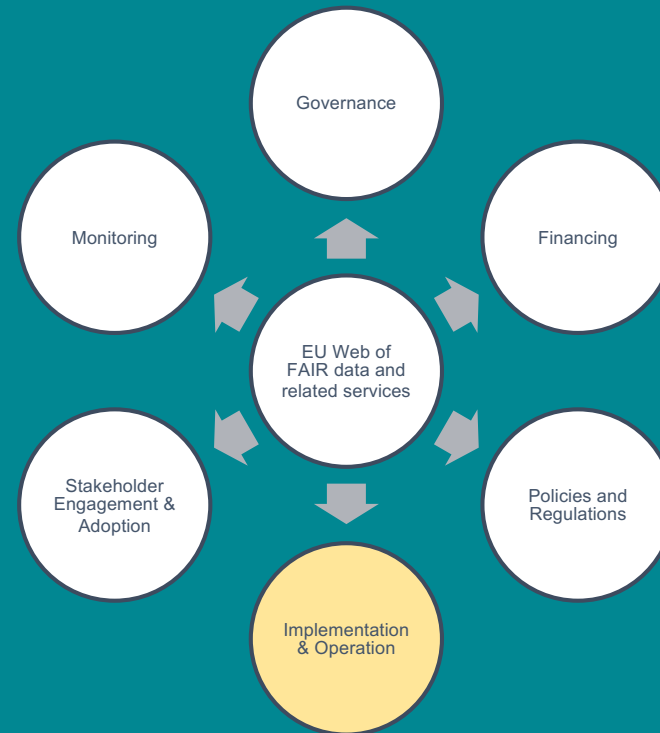 Governance
Monitoring
Financing
EU Web of
FAIR data and
related services
Stakeholder
Engagement &
Adoption
Policies and
Regulations
Implementation
& Operation